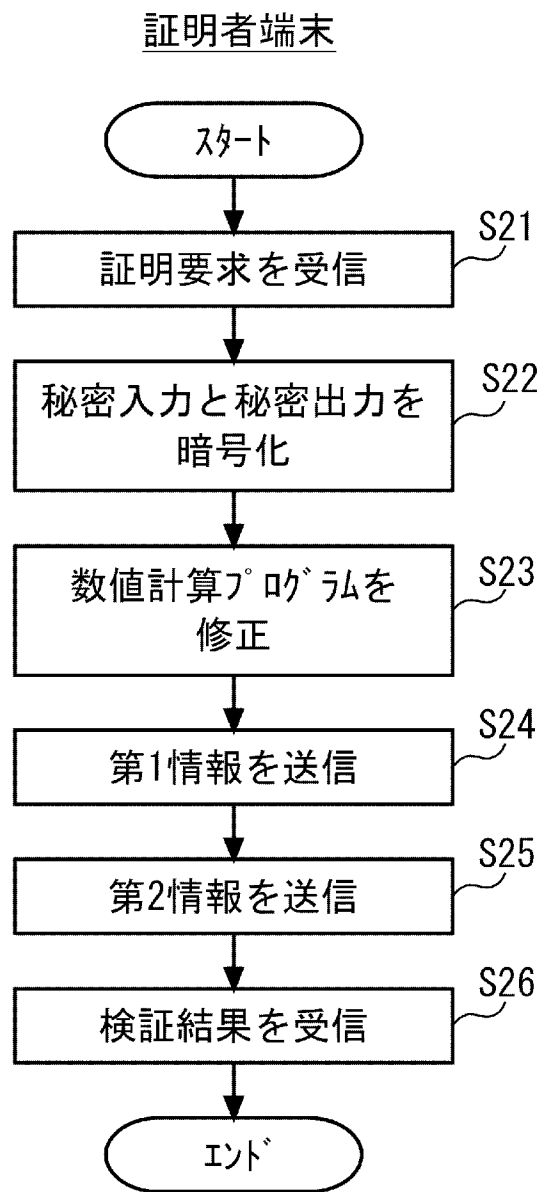 証明者端末
ｽﾀｰﾄ
S21
証明要求を受信
S22
秘密入力と秘密出力を
暗号化
S23
数値計算ﾌﾟﾛｸﾞﾗﾑを
修正
S24
第1情報を送信
S25
第2情報を送信
S26
検証結果を受信
ｴﾝﾄﾞ